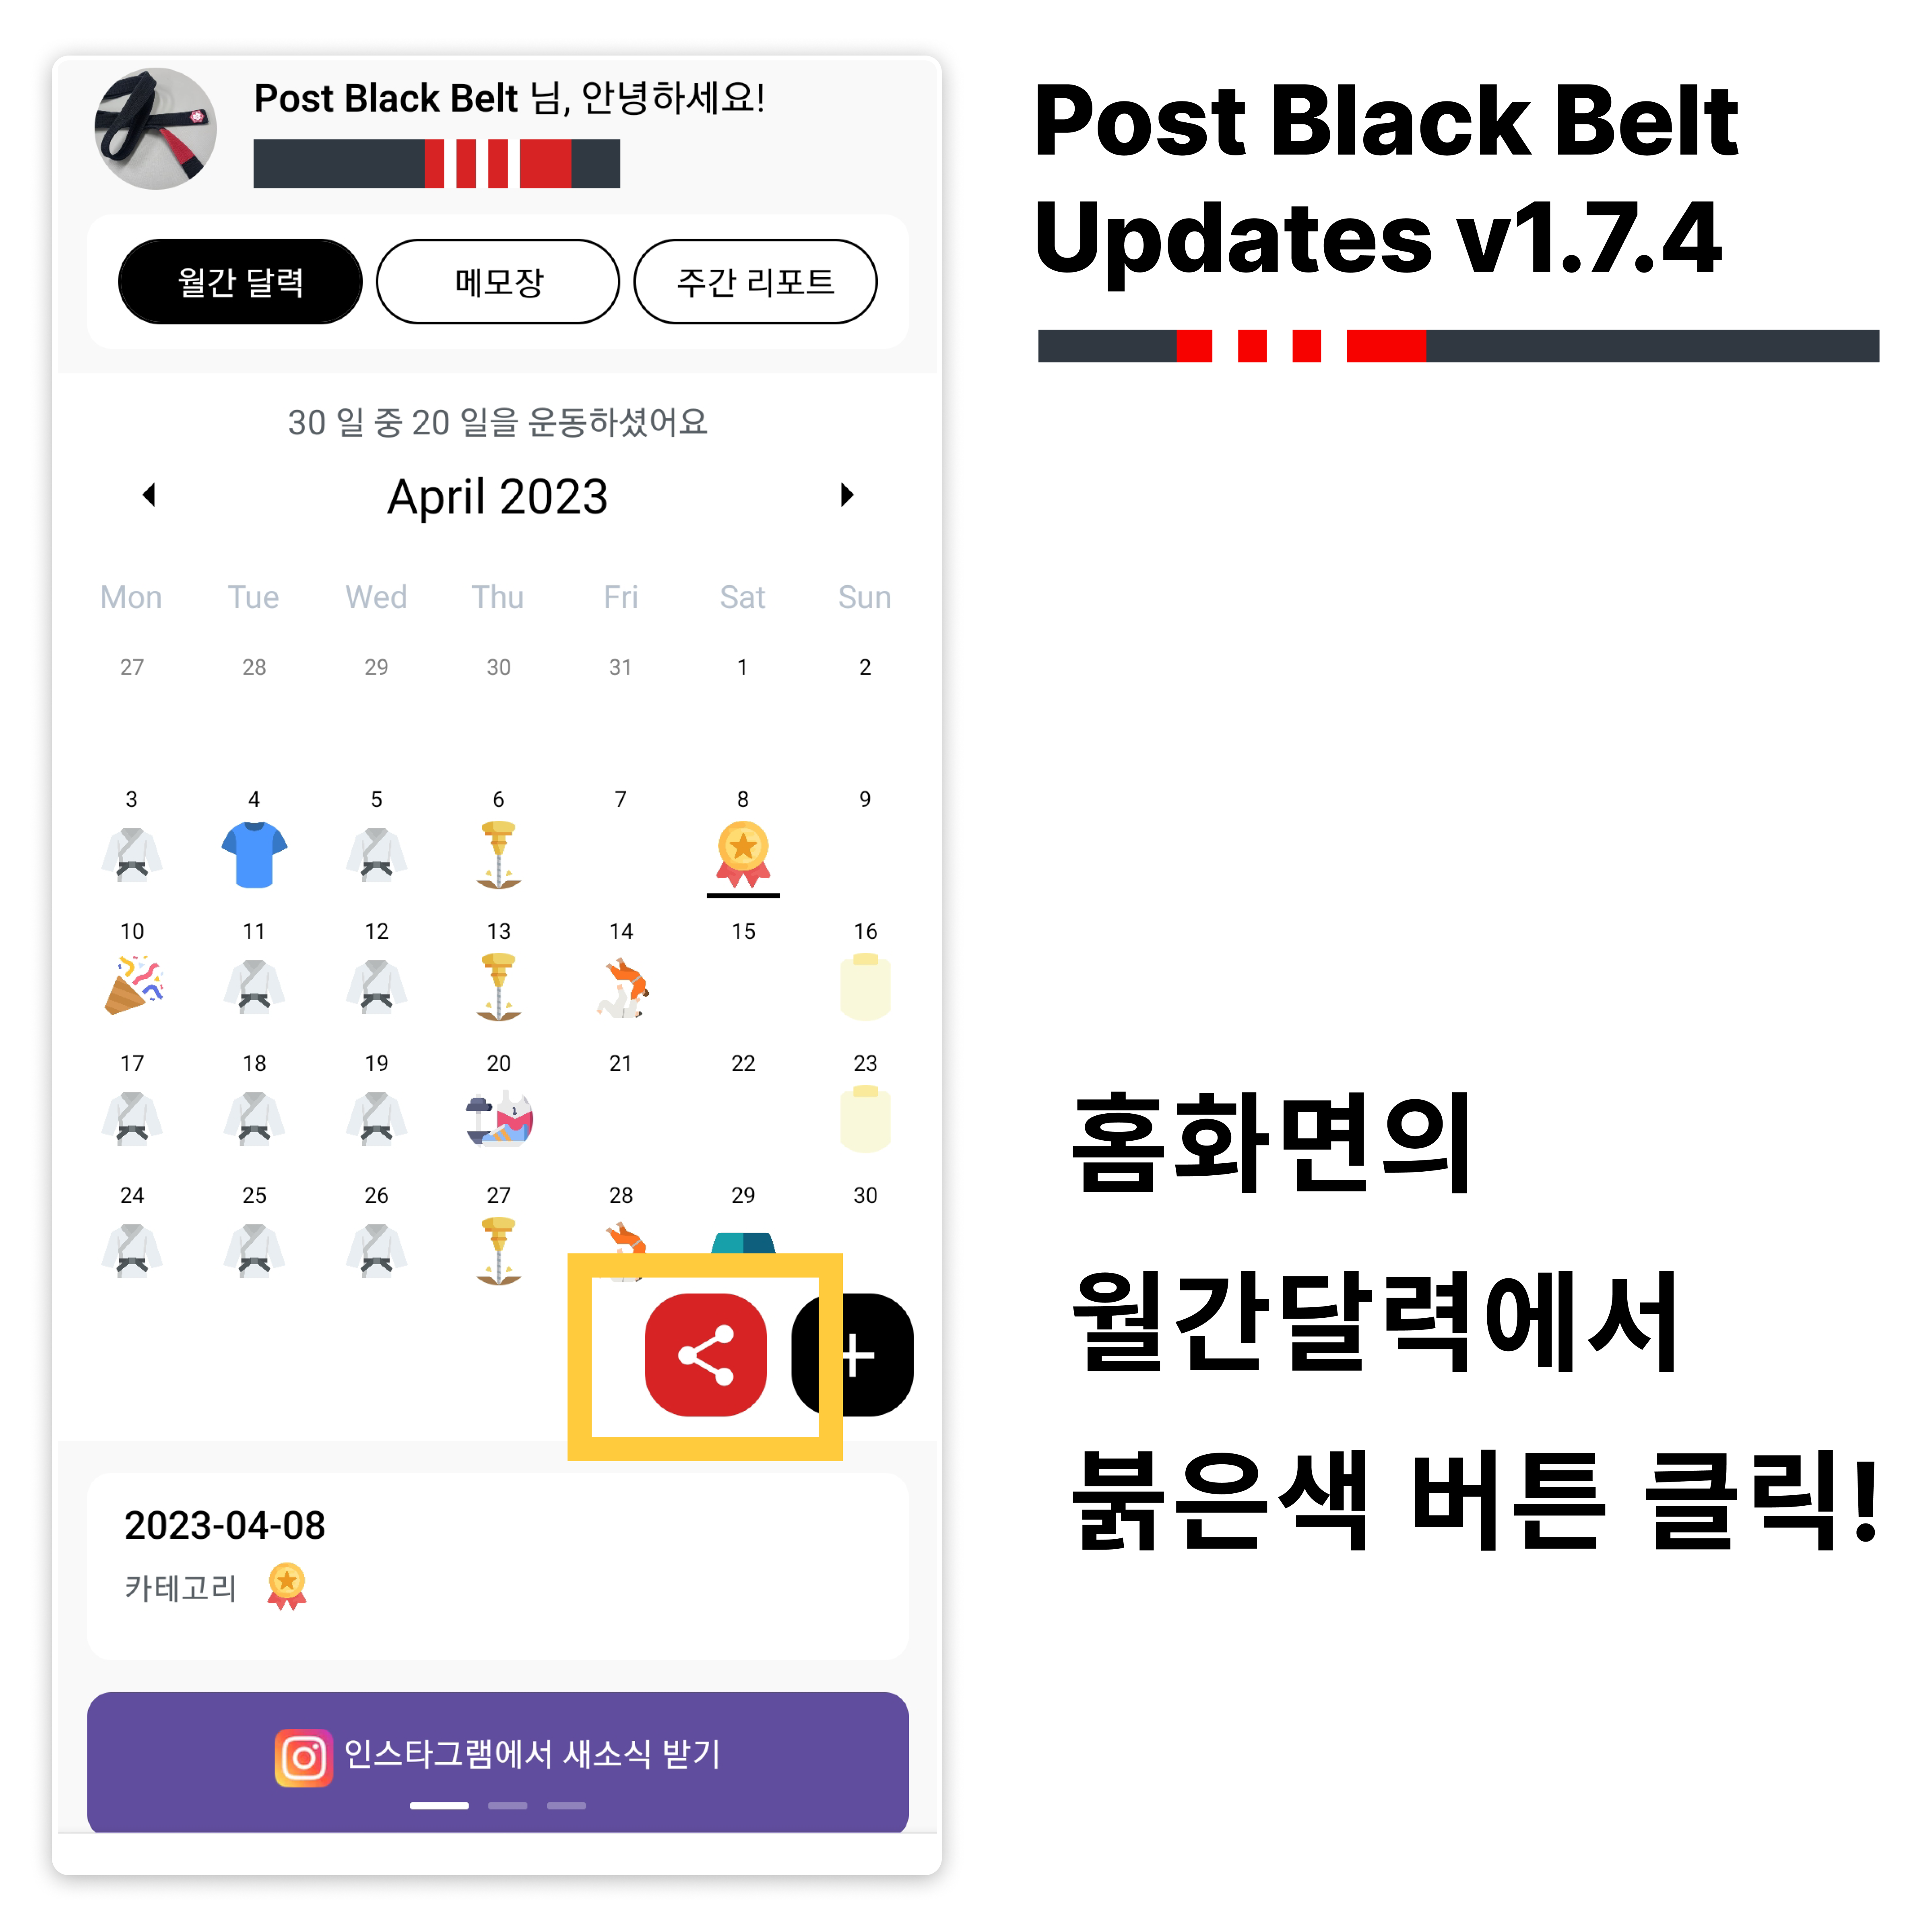 Post Black Belt 님, 안녕하세요!
월간 달력 메모장 주간 리포트
30 일 중 20 일을 운동하셨어요
April 2023
Mon Tue Wed Thu Fri Sat Sun
27 28 29 30 31 1 2
3 4 5 6 7 8 9
10 11 12 13 14 15 16
17 18 19 20 21 22 23
1
24 25 26 27 28 29 30
2023-04-08
카테고리
인스타그램에서 새소식 받기
Post Black Belt
Updates v1.7.4
홈화면의
월간달력에서
붉은색 버튼 클릭!